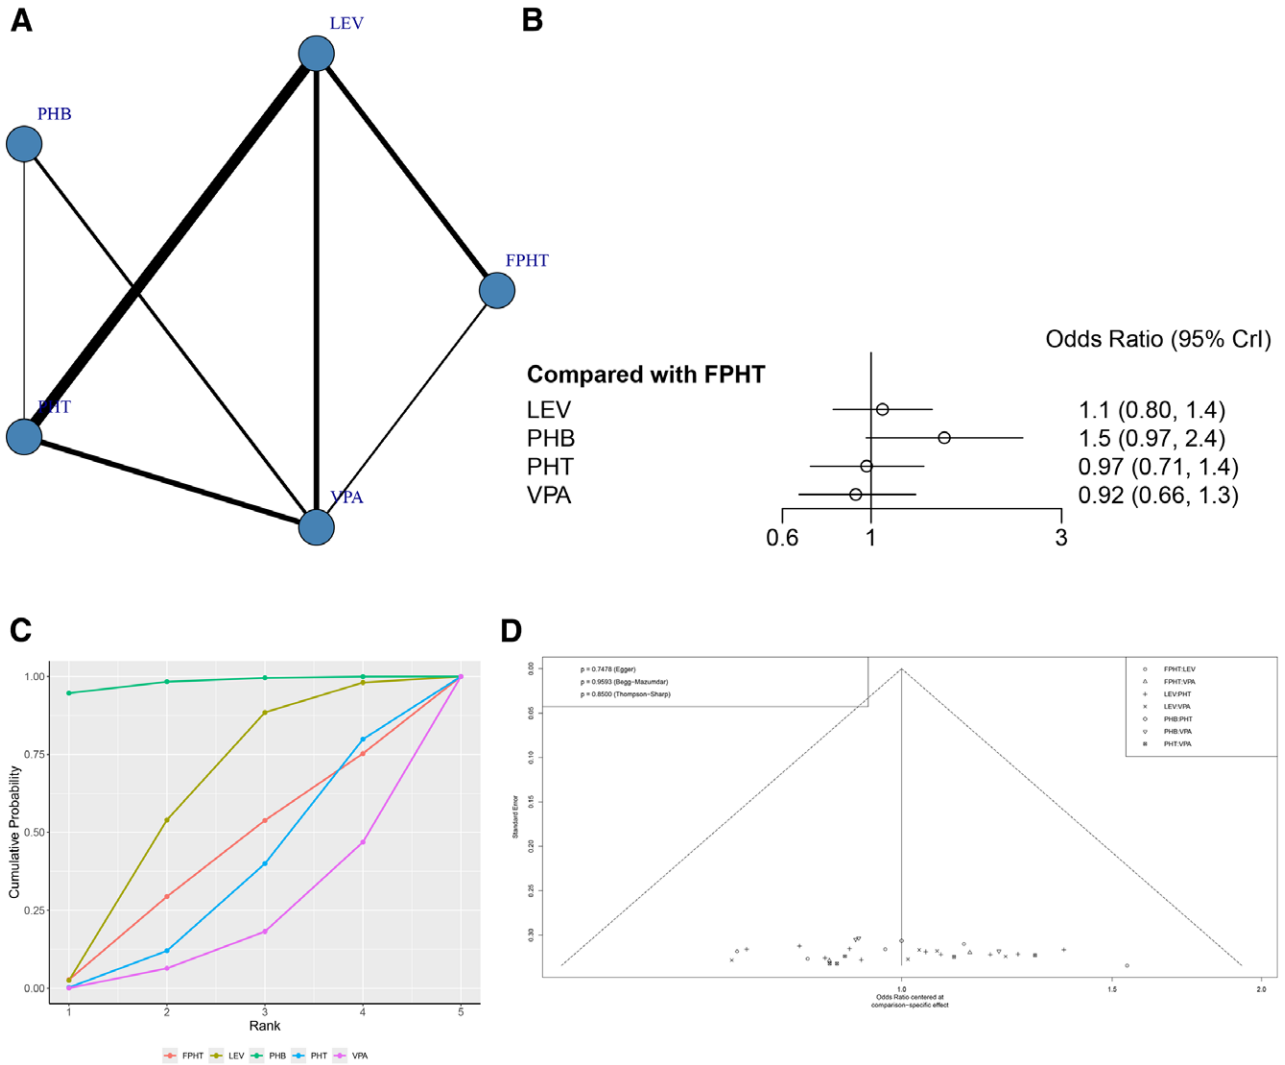 A
LEV
PHB
FPHT
PHT
VPA
B
Odds Ratio (95% CrI)
Compared with FPHT
LEV 1.1 (0.80, 1.4)
PHB 1.5 (0.97, 2.4)
PHT 0.97 (0.71, 1.4)
VPA 0.92 (0.66, 1.3)
0.6 1 3
C
Cumulative Probability
1.00
0.75
0.50
0.25
0.00
1 2 3 4 5
Rank
FPHT LEV PHB PHT VPA
D
p = 0.7478 (Egger)
p = 0.9593 (Begg-Mazumdar)
p = 0.8500 (Thompson-Sharp)
FPHT:LEV
FPHT:VPA
LEV:PHT
LEV:VPA
PHB:PHT
PHB:VPA
PHT:VPA
Standard Error
0.00
0.05
0.10
0.15
0.20
0.25
0.30
1.0 1.5 2.0
Odds Ratio centered at
comparison-specific effect